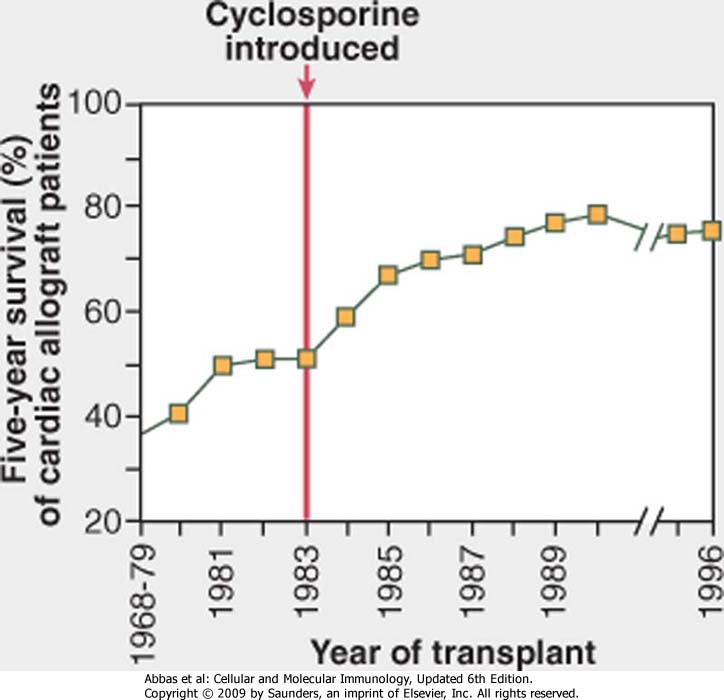 Cyclosporine
introduced
Five-year survival (%)
of cardiac allograft patients
100
80
60
40
20
1968-79
1981
1983
1985
1987
1989
1996
Year of transplant
Abbas et al: Cellular and Molecular Immunology, Updated 6th Edition.
Copyright © 2009 by Saunders, an imprint of Elsevier, Inc. All rights reserved.